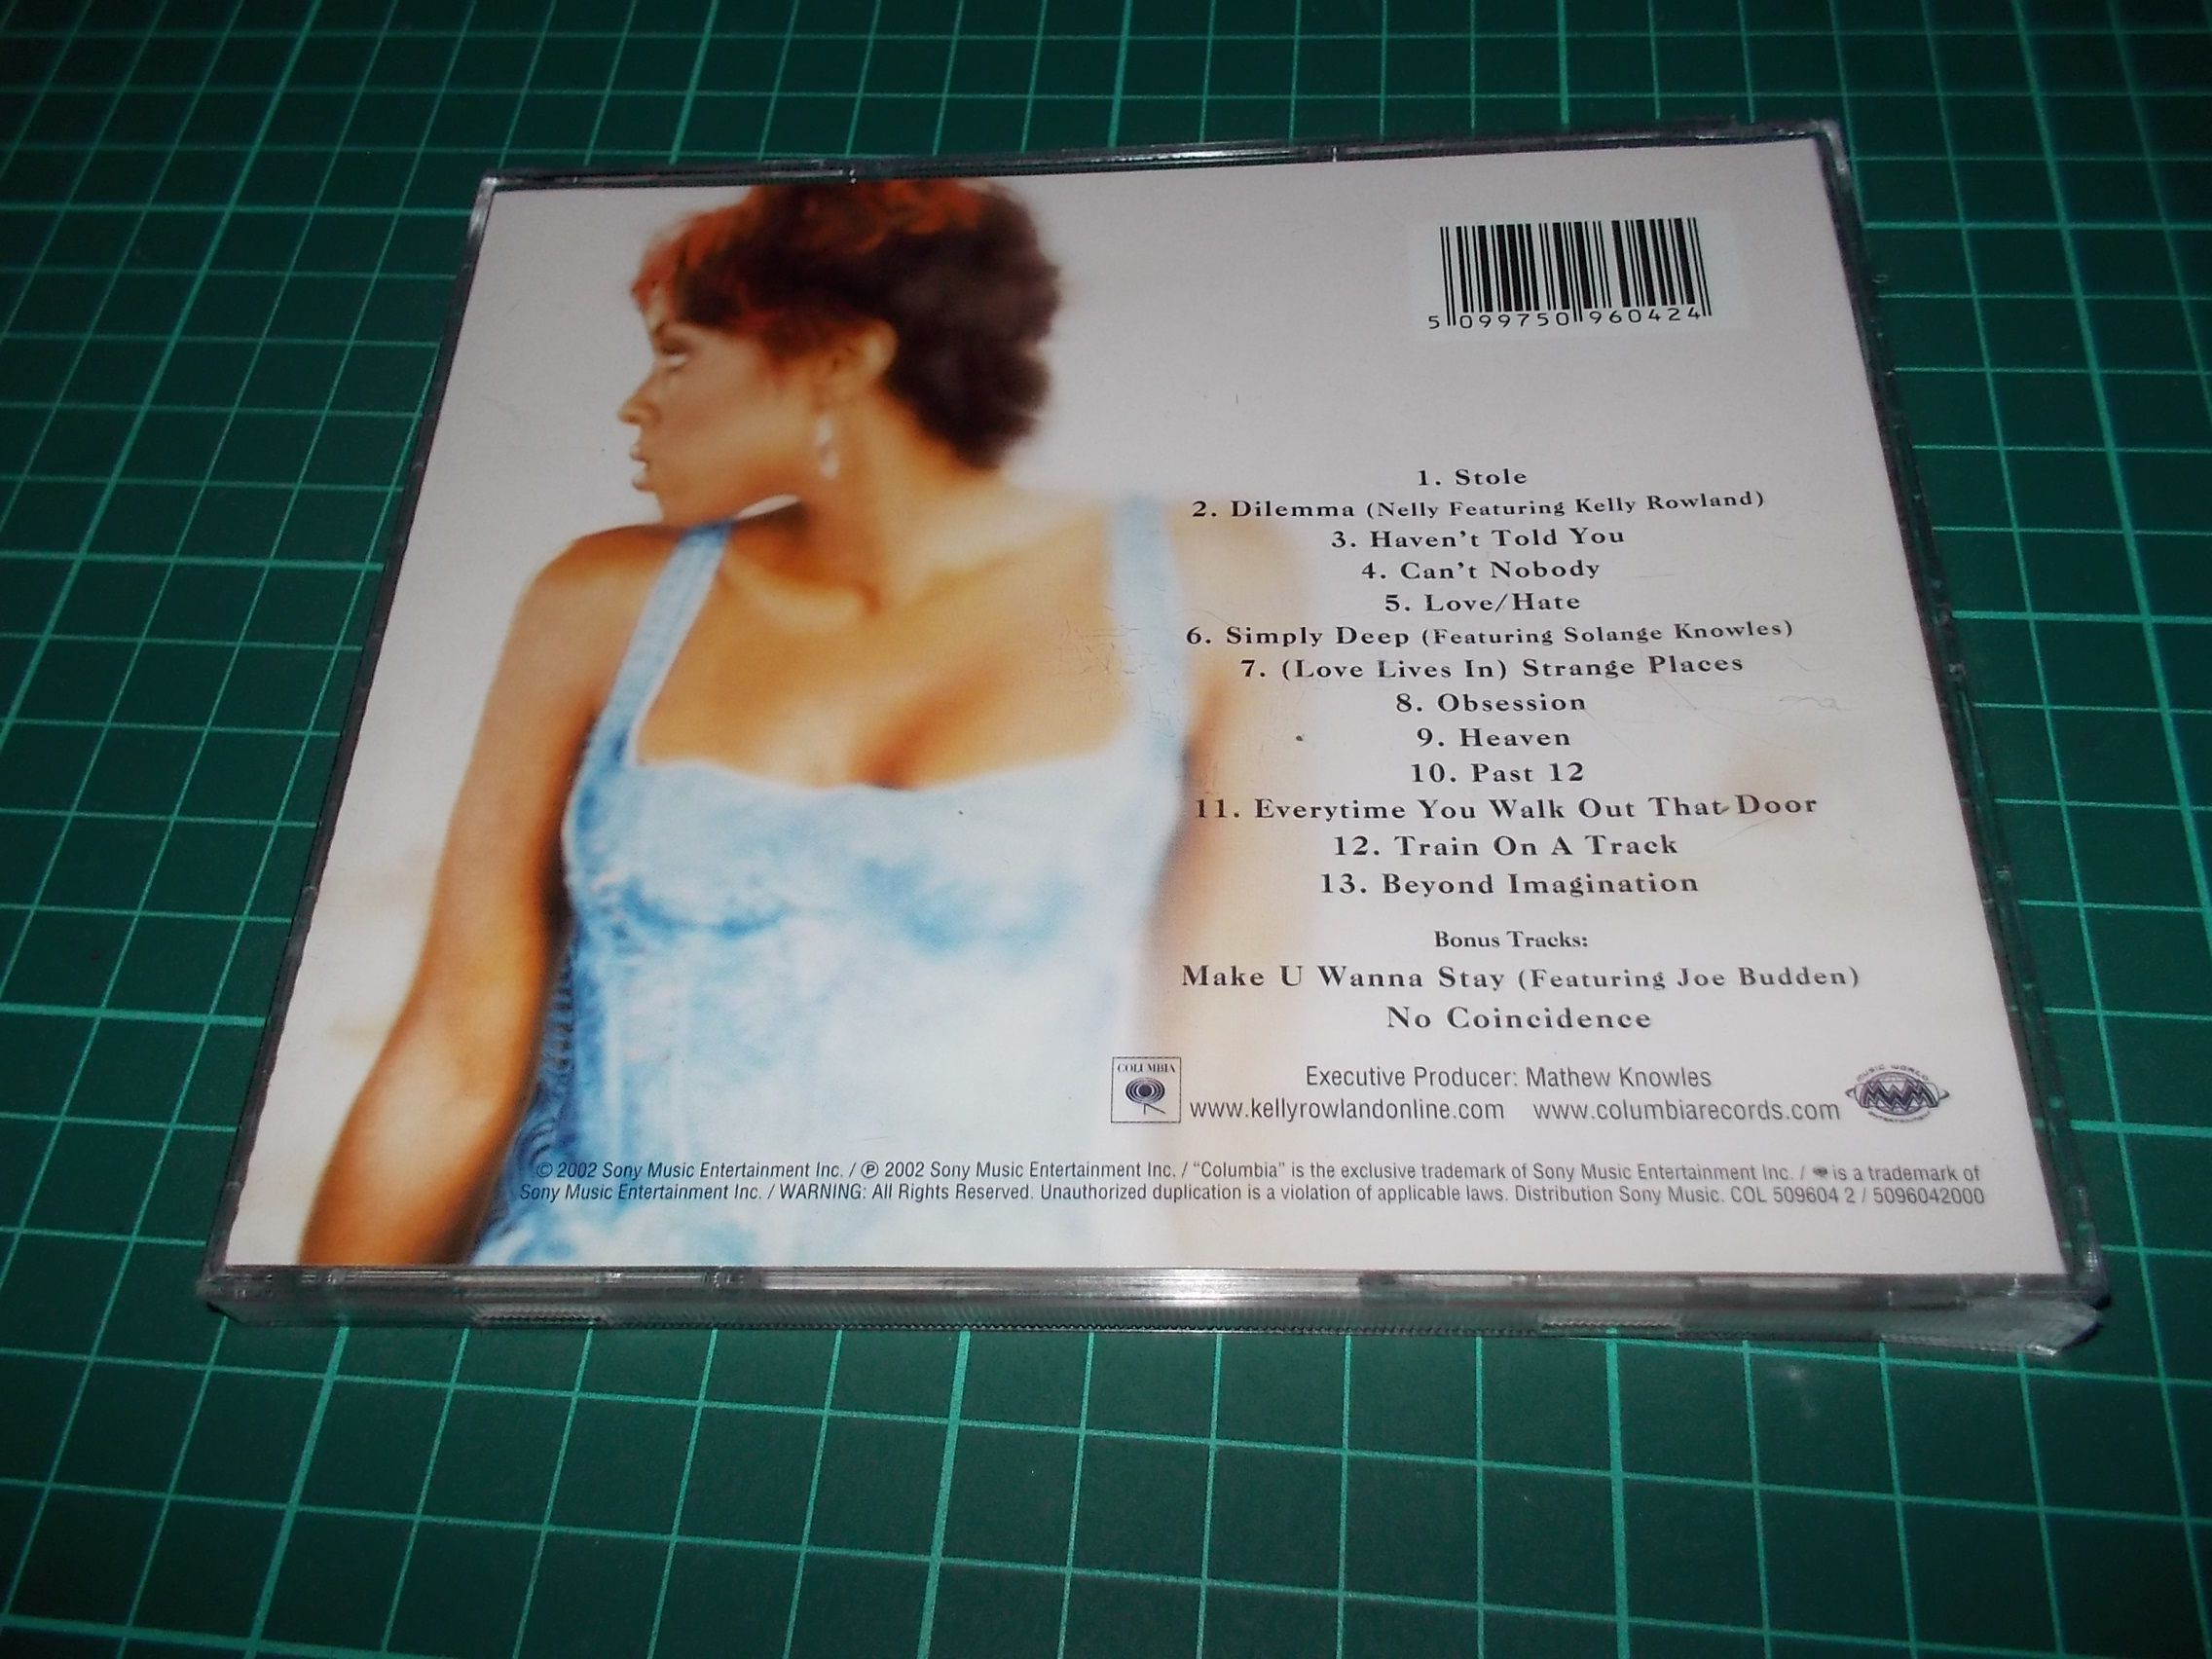 5 099750 960424
1. Stole
2. Dilemma (Nelly Featuring Kelly Rowland)
3. Haven't Told You
4. Can't Nobody
5. Love/Hate
6. Simply Deep (Featuring Solange Knowles)
7. (Love Lives In) Strange Places
8. Obsession
9. Heaven
10. Past 12
11. Everytime You Walk Out That Door
12. Train On A Track
13. Beyond Imagination
Bonus Tracks:
Make U Wanna Stay (Featuring Joe Budden)
No Coincidence
COLUMBIA
Executive Producer: Mathew Knowles
www.kellyrowlandonline.com www.columbiarecords.com
MUSIC WORLD
MWM
© 2002 Sony Music Entertainment Inc. / ℗ 2002 Sony Music Entertainment Inc. / “Columbia” is the exclusive trademark of Sony Music Entertainment Inc. / is a trademark of
Sony Music Entertainment Inc. / WARNING: All Rights Reserved. Unauthorized duplication is a violation of applicable laws. Distribution Sony Music. COL 509604 2 / 5096042000